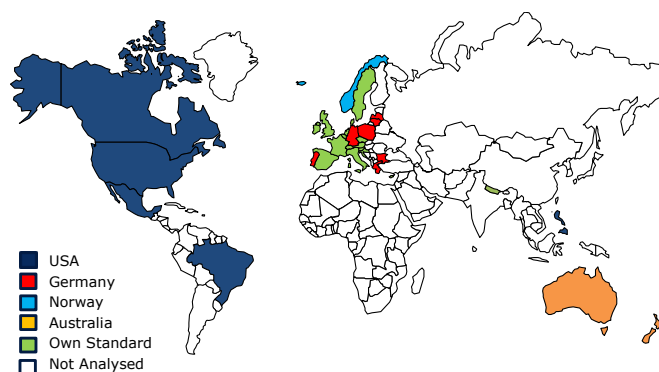 USA
Germany
Norway
Australia
Own Standard
Not Analysed